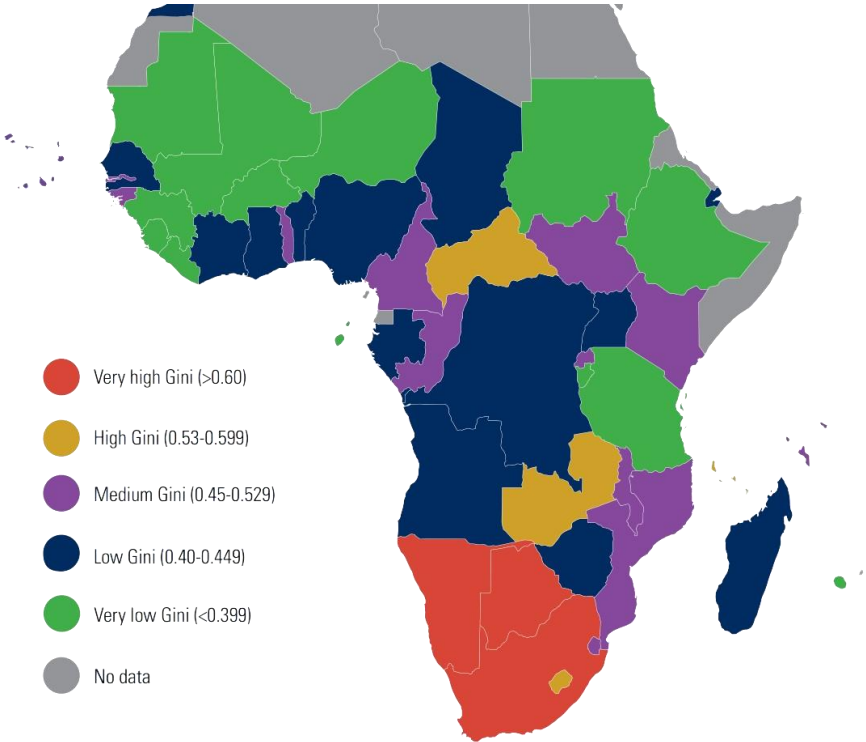 Very high Gini (>0.60)
High Gini (0.53-0.599)
Medium Gini (0.45-0.529)
Low Gini (0.40-0.449)
Very low Gini (<0.399)
No data